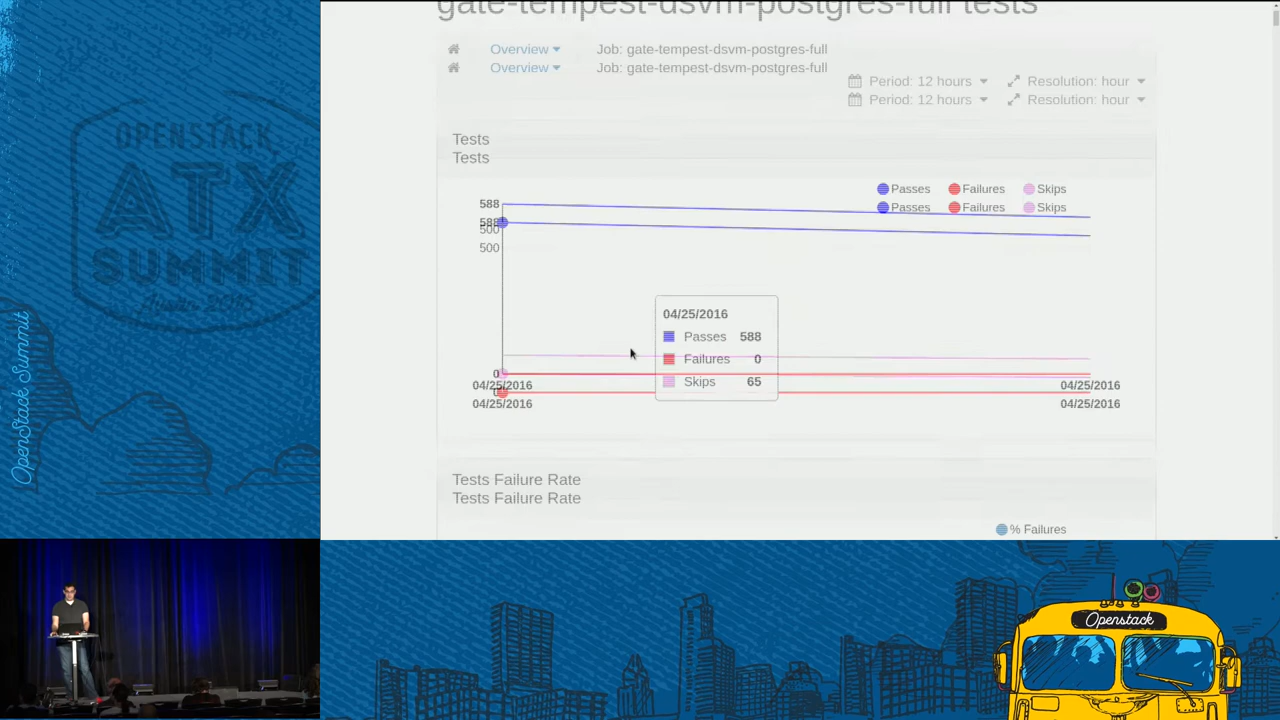 gate-tempest-dsvm-postgres-full tests
Overview
Job: gate-tempest-dsvm-postgres-full
Overview
Job: gate-tempest-dsvm-postgres-full
Period: 12 hours
Resolution: hour
Period: 12 hours
Resolution: hour
Tests
Tests
Passes
Failures
Skips
Passes
Failures
Skips
588
588
500
500
0
04/25/2016
04/25/2016
04/25/2016
04/25/2016
04/25/2016
Passes 588
Failures 0
Skips 65
Tests Failure Rate
Tests Failure Rate
% Failures
OPENSTACK
ATX
SUMMIT
Austin 2016
OpenStack Summit
Openstack